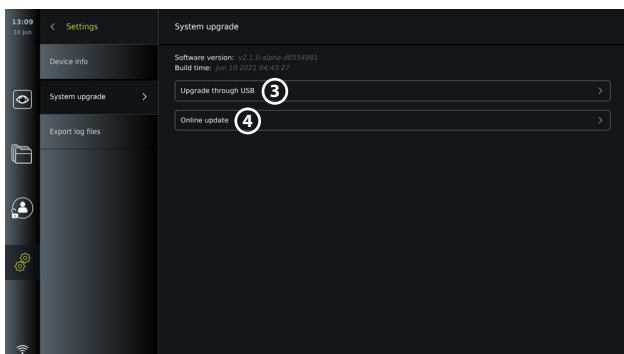 13:09
10 Jun
Settings
Device info
System upgrade
Export log files
System upgrade
Software version: v2.1.0-alpha-d0554981
Build time: Jun 10 2021 04:43:27
Upgrade through USB 3
Online update 4